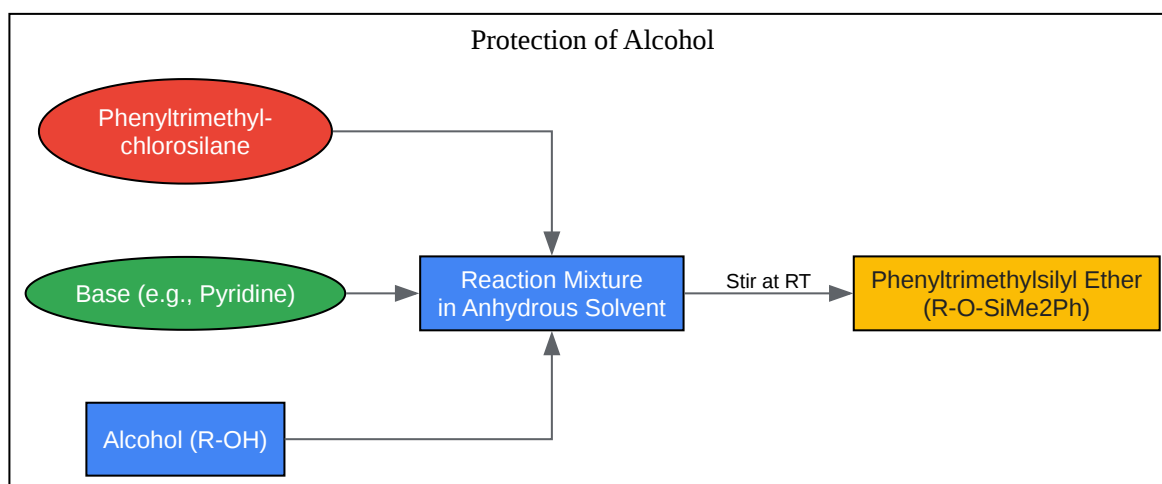 Protection of Alcohol
Phenyltrimethyl-
chlorosilane
Base (e.g., Pyridine)
Reaction Mixture
in Anhydrous Solvent
Stir at RT
Phenyltrimethylsilyl Ether
(R-O-SiMe2Ph)
Alcohol (R-OH)